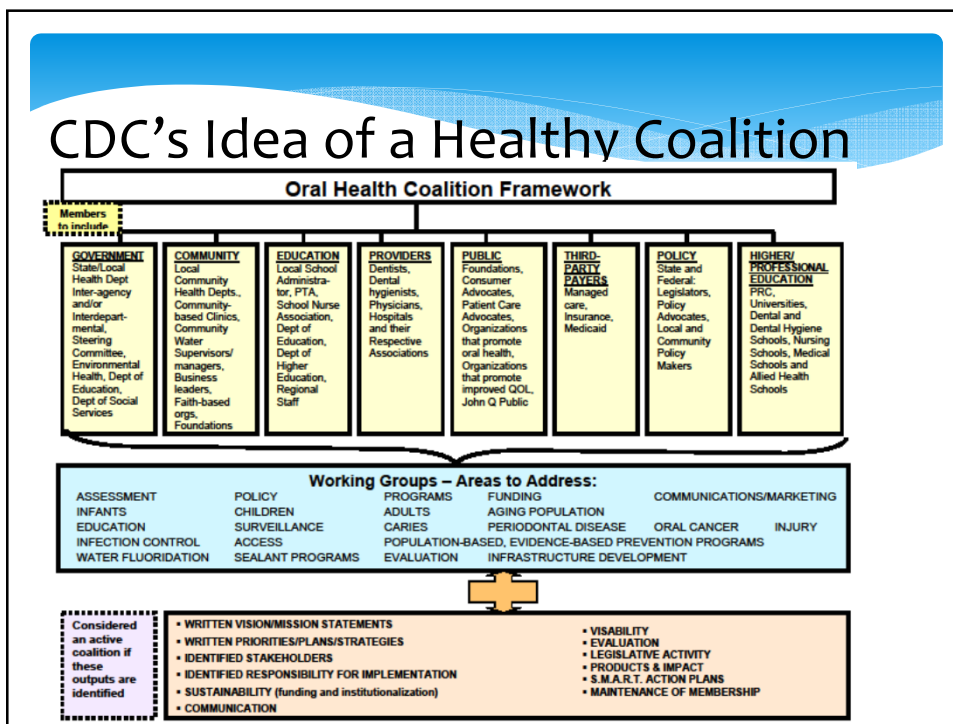 CDC's Idea of a Healthy Coalition
Oral Health Coalition Framework
Members
to include
GOVERNMENT
State/Local
Health Dept
Inter-agency
and/or
Interdepart-
mental,
Steering
Committee,
Environmental
Health, Dept of
Education,
Dept of Social
Services
COMMUNITY
Local
Community
Health Depts.,
Community-
based Clinics,
Community
Water
Supervisors/
managers,
Business
leaders,
Faith-based
orgs,
Foundations
EDUCATION
Local School
Administra-
tor, PTA,
School Nurse
Association,
Dept of
Education,
Dept of
Higher
Education,
Regional
Staff
PROVIDERS
Dentists,
Dental
hygienists,
Physicians,
Hospitals
and their
Respective
Associations
PUBLIC
Foundations,
Consumer
Advocates,
Patient Care
Advocates,
Organizations
that promote
oral health,
Organizations
that promote
improved QOL,
John Q Public
THIRD-
PARTY
PAYERS
Managed
care,
Insurance,
Medicaid
POLICY
State and
Federal:
Legislators,
Policy
Advocates,
Local and
Community
Policy
Makers
HIGHER/
PROFESSIONAL
EDUCATION
PRC,
Universities,
Dental and
Dental Hygiene
Schools, Nursing
Schools, Medical
Schools and
Allied Health
Schools
Working Groups – Areas to Address:
ASSESSMENT POLICY PROGRAMS FUNDING COMMUNICATIONS/MARKETING
INFANTS CHILDREN ADULTS AGING POPULATION
EDUCATION SURVEILLANCE CARIES PERIODONTAL DISEASE ORAL CANCER INJURY
INFECTION CONTROL ACCESS POPULATION-BASED, EVIDENCE-BASED PREVENTION PROGRAMS
WATER FLUORIDATION SEALANT PROGRAMS EVALUATION INFRASTRUCTURE DEVELOPMENT
Considered
an active
coalition if
these
outputs are
identified
▪ WRITTEN VISION/MISSION STATEMENTS
▪ WRITTEN PRIORITIES/PLANS/STRATEGIES
▪ IDENTIFIED STAKEHOLDERS
▪ IDENTIFIED RESPONSIBILITY FOR IMPLEMENTATION
▪ SUSTAINABILITY (funding and institutionalization)
▪ COMMUNICATION
▪ VISABILITY
▪ EVALUATION
▪ LEGISLATIVE ACTIVITY
▪ PRODUCTS & IMPACT
▪ S.M.A.R.T. ACTION PLANS
▪ MAINTENANCE OF MEMBERSHIP